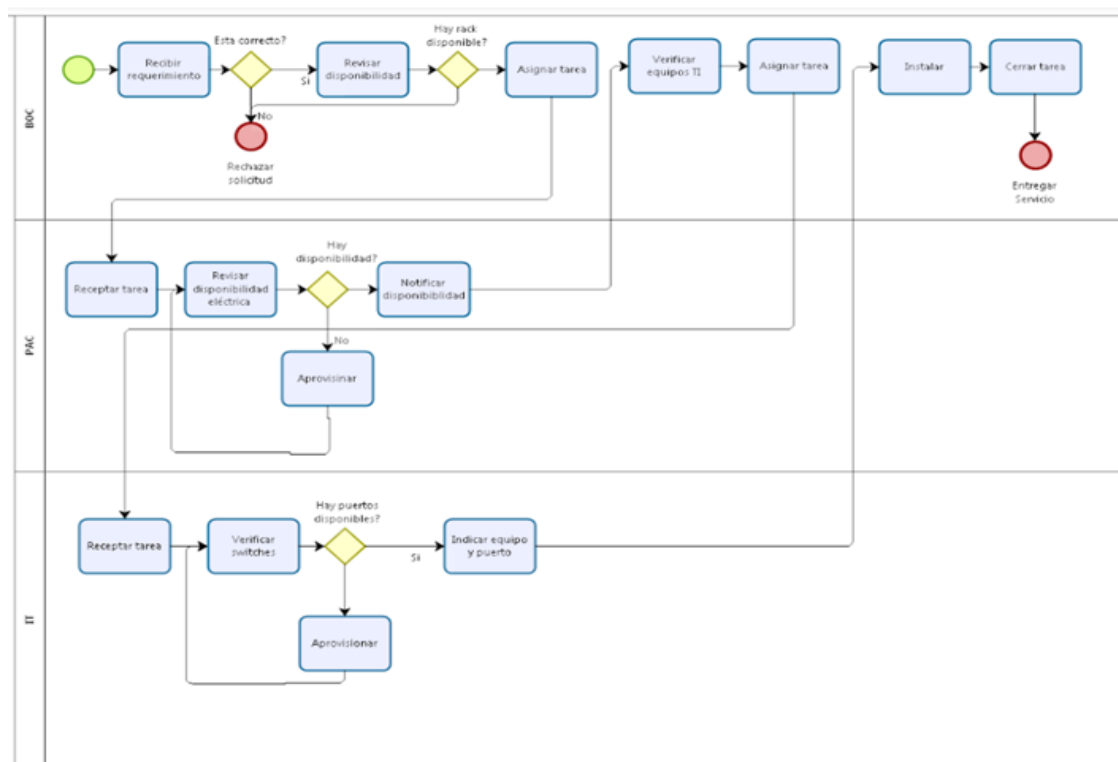 BOC
Recibir
requerimiento
Esta correcto?
Si
Revisar
disponibilidad
Hay rack
disponible?
Asignar tarea
No
Rechazar
solicitud
Verificar
equipos TI
Asignar tarea
Instalar
Cerrar tarea
Entregar
Servicio
PAC
Receptar tarea
Revisar
disponibilidad
eléctrica
Hay
disponibilidad?
Notificar
disponibiblidad
No
Aprovisinar
IT
Receptar tarea
Verificar
switches
Hay puertos
disponibles?
Si
Indicar equipo
y puerto
Aprovisionar